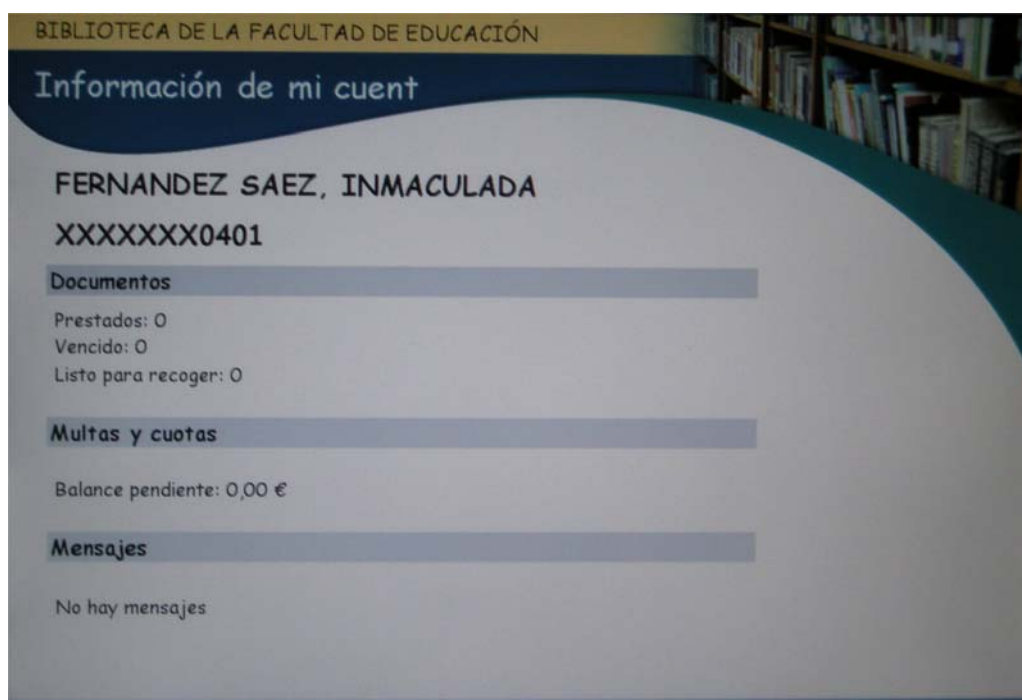 BIBLIOTECA DE LA FACULTAD DE EDUCACIÓN
Información de mi cuent
FERNANDEZ SAEZ, INMACULADA
XXXXXXX0401
Documentos
Prestados: 0
Vencido: 0
Listo para recoger: 0
Multas y cuotas
Balance pendiente: 0,00 €
Mensajes
No hay mensajes